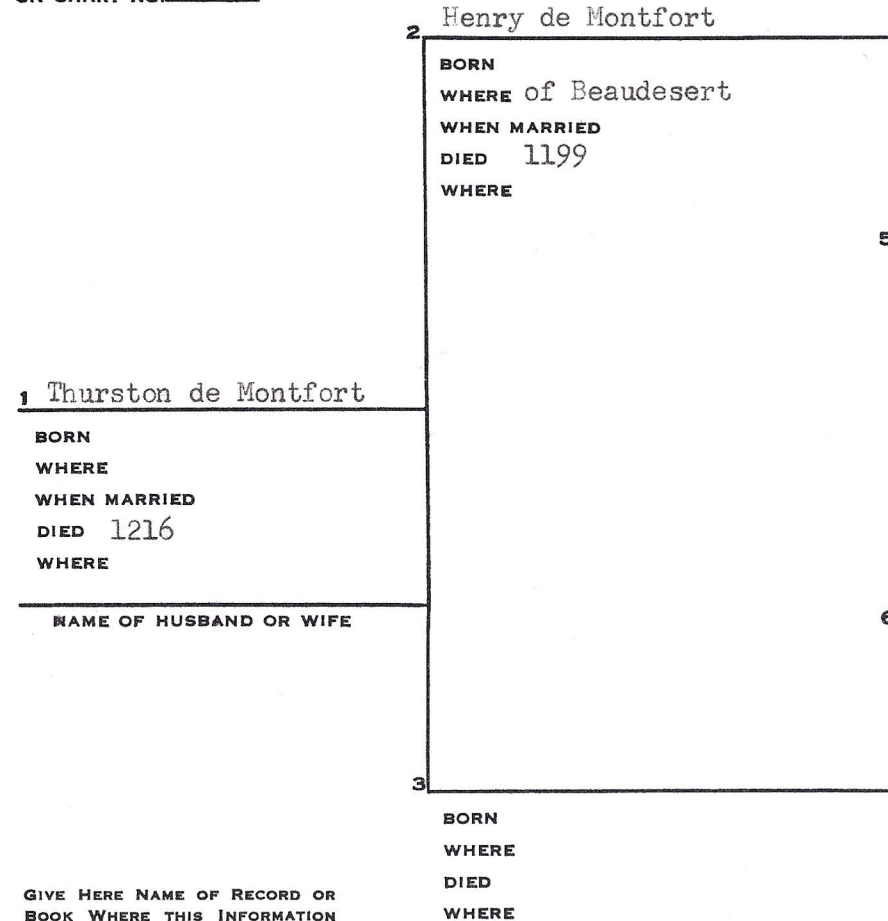 2 Henry de Montfort
BORN
WHERE of Beaudesert
WHEN MARRIED
DIED 1199
WHERE
5
1 Thurston de Montfort
BORN
WHERE
WHEN MARRIED
DIED 1216
WHERE
NAME OF HUSBAND OR WIFE
3
BORN
WHERE
DIED
WHERE
GIVE HERE NAME OF RECORD OR
BOOK WHERE THIS INFORMATION